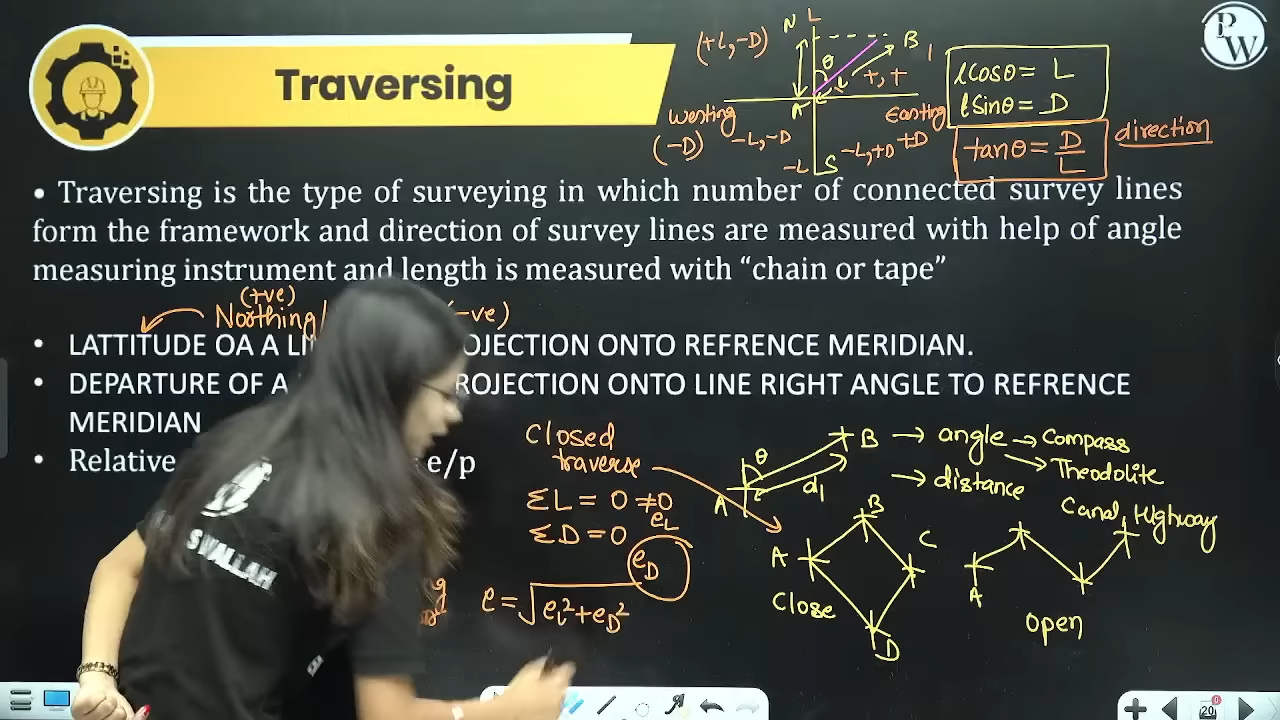 Traversing
PW
N L
(+L, -D)
θ
B
l
+, +
A
Westing
Easting
(-D)
-L, -D
-L, +D
+D
-L
S
lcosθ = L
lsinθ = D
tanθ = D/L
direction
• Traversing is the type of surveying in which number of connected survey lines
form the framework and direction of survey lines are measured with help of angle
measuring instrument and length is measured with “chain or tape”
(+ve)
Northing/
-ve)
• LATTITUDE OA A LI OJECTION ONTO REFRENCE MERIDIAN.
• DEPARTURE OF A ROJECTION ONTO LINE RIGHT ANGLE TO REFRENCE
MERIDIAN
• Relative e/p
Closed
traverse
ΣL = 0 ≠0
eL
ΣD = 0
eD
e = √eL²+eD²
θ
A
B
d1
→ angle → Compass
→ Theodolite
→ distance
Canal, Highway
B
A
C
D
Close
A
Open
WALLAH
20